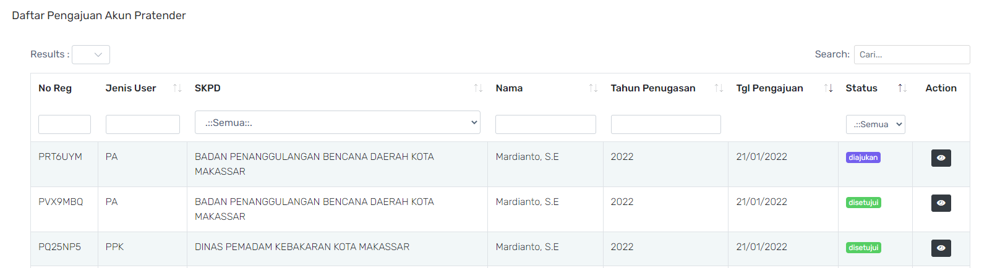 Daftar Pengajuan Akun Pratender
Results :
Search: Cari...
No Reg Jenis User SKPD Nama Tahun Penugasan Tgl Pengajuan Status Action
.::Semua::. .::Semua
PRT6UYM PA BADAN PENANGGULANGAN BENCANA DAERAH KOTA MAKASSAR Mardianto, S.E 2022 21/01/2022 diajukan
PVX9MBQ PA BADAN PENANGGULANGAN BENCANA DAERAH KOTA MAKASSAR Mardianto, S.E 2022 21/01/2022 disetujui
PQ25NP5 PPK DINAS PEMADAM KEBAKARAN KOTA MAKASSAR Mardianto, S.E 2022 21/01/2022 disetujui